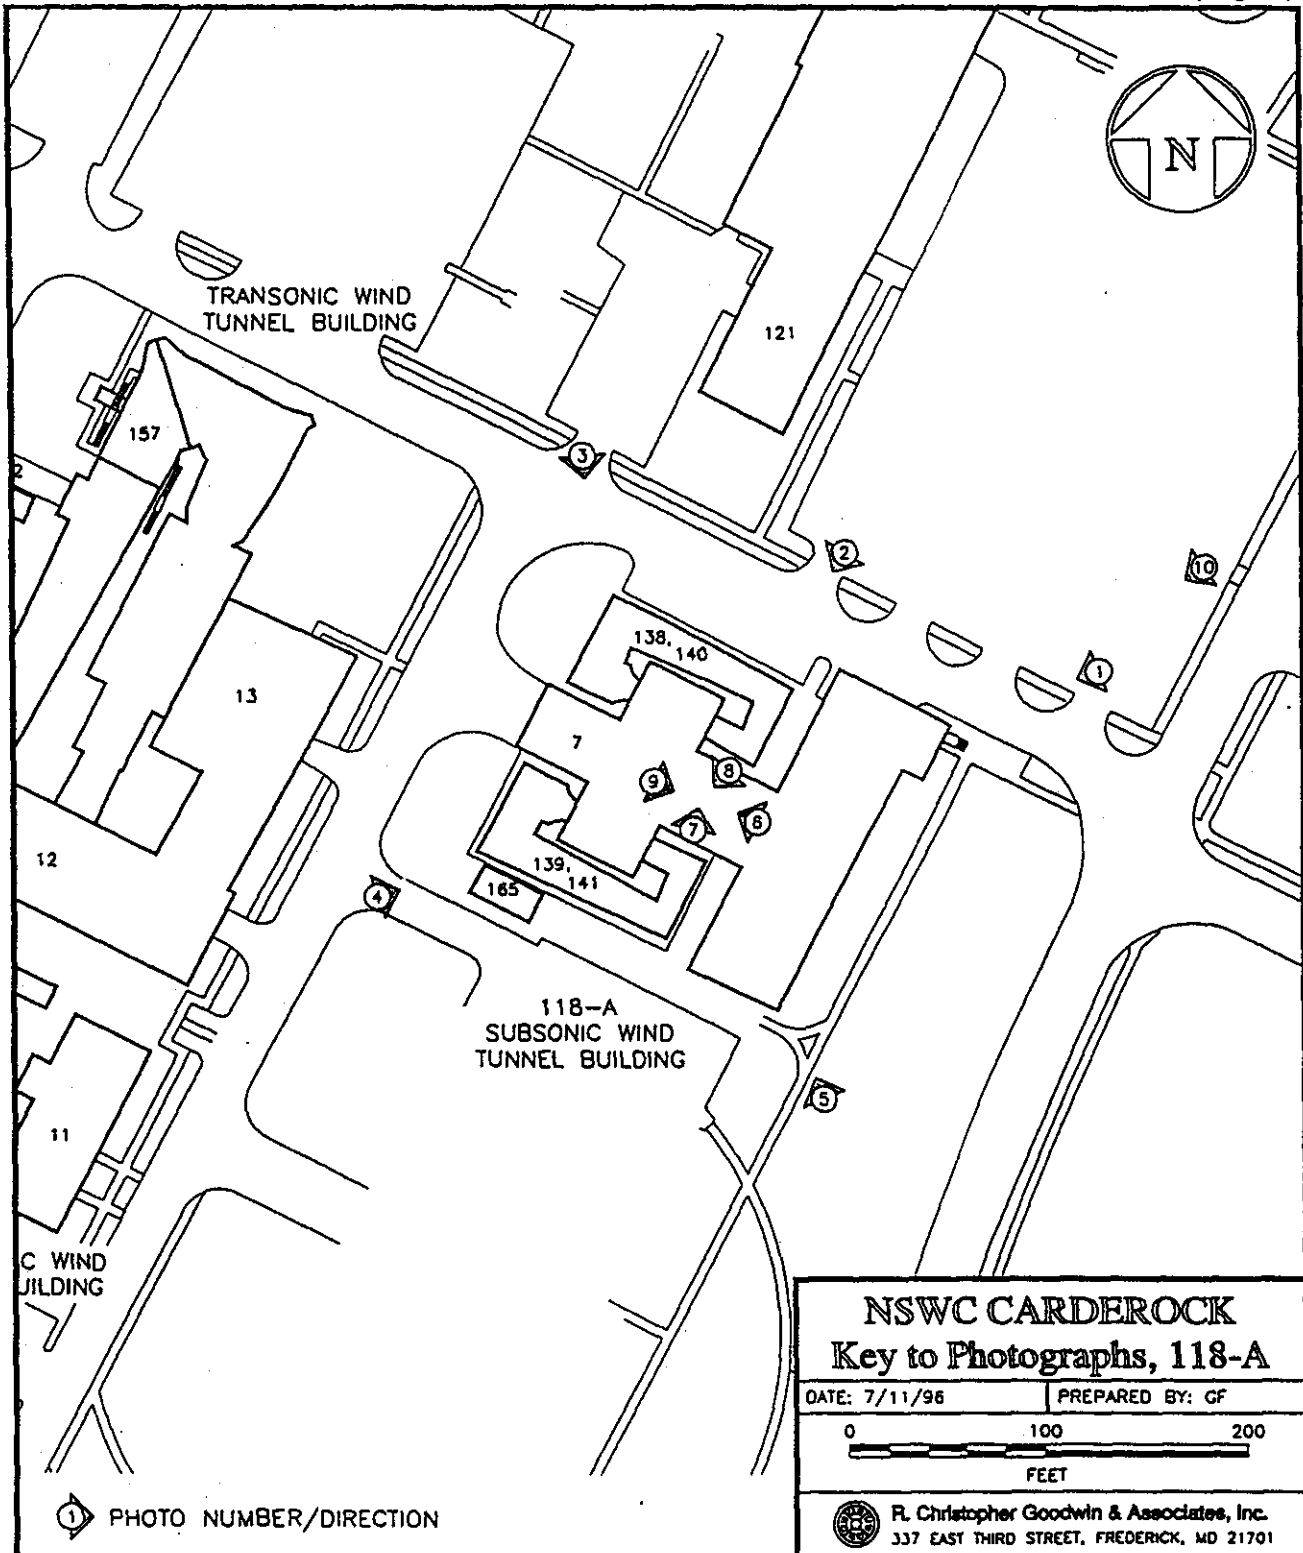 N
TRANSONIC WIND
TUNNEL BUILDING
121
157
3
2
2
10
138,
140
1
13
7
8
9
6
7
12
139,
141
165
4
118-A
SUBSONIC WIND
TUNNEL BUILDING
5
11
C WIND
UILDING
NSWC CARDEROCK
Key to Photographs, 118-A
DATE: 7/11/96
PREPARED BY: GF
0 100 200
FEET
1 PHOTO NUMBER/DIRECTION
R. Christopher Goodwin & Associates, Inc.
337 EAST THIRD STREET, FREDERICK, MD 21701